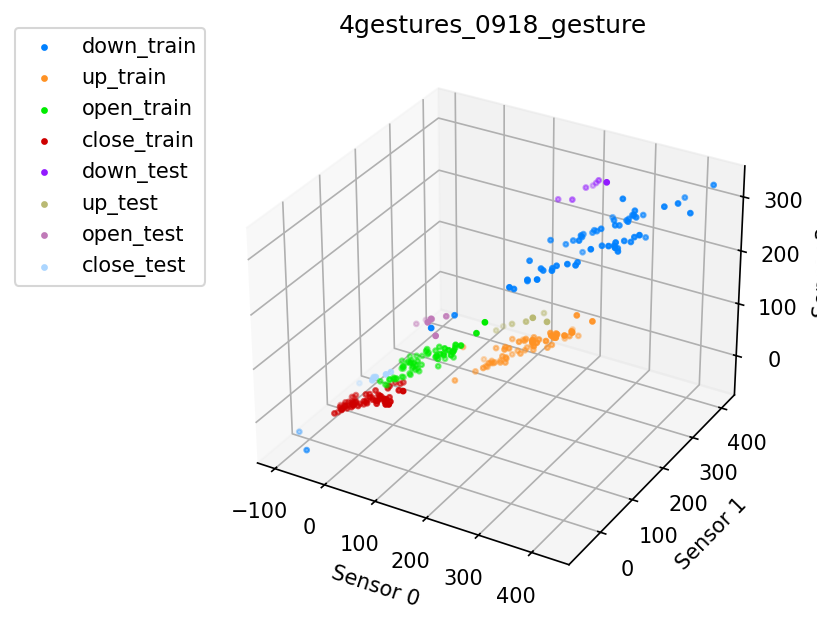 4gestures_0918_gesture
down_train
up_train
open_train
close_train
down_test
up_test
open_test
close_test
300
200
100
0
−100
0
100
200
300
400
Sensor 0
0
100
200
300
400
Sensor 1